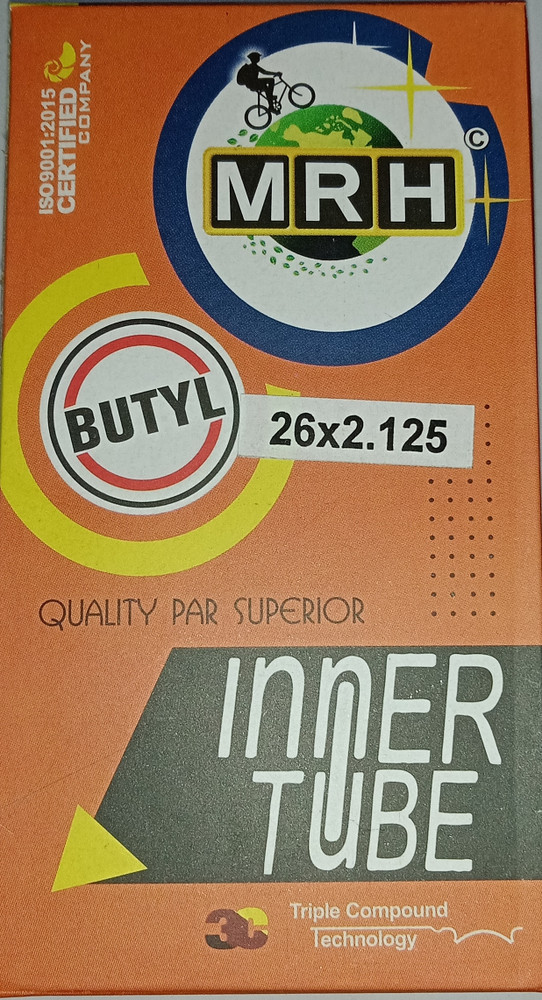 ISO9001:2015
CERTIFIED
COMPANY
©
MRH
BUTYL
26x2.125
QUALITY PAR SUPERIOR
INNER
TUBE
3C
Triple Compound
Technology